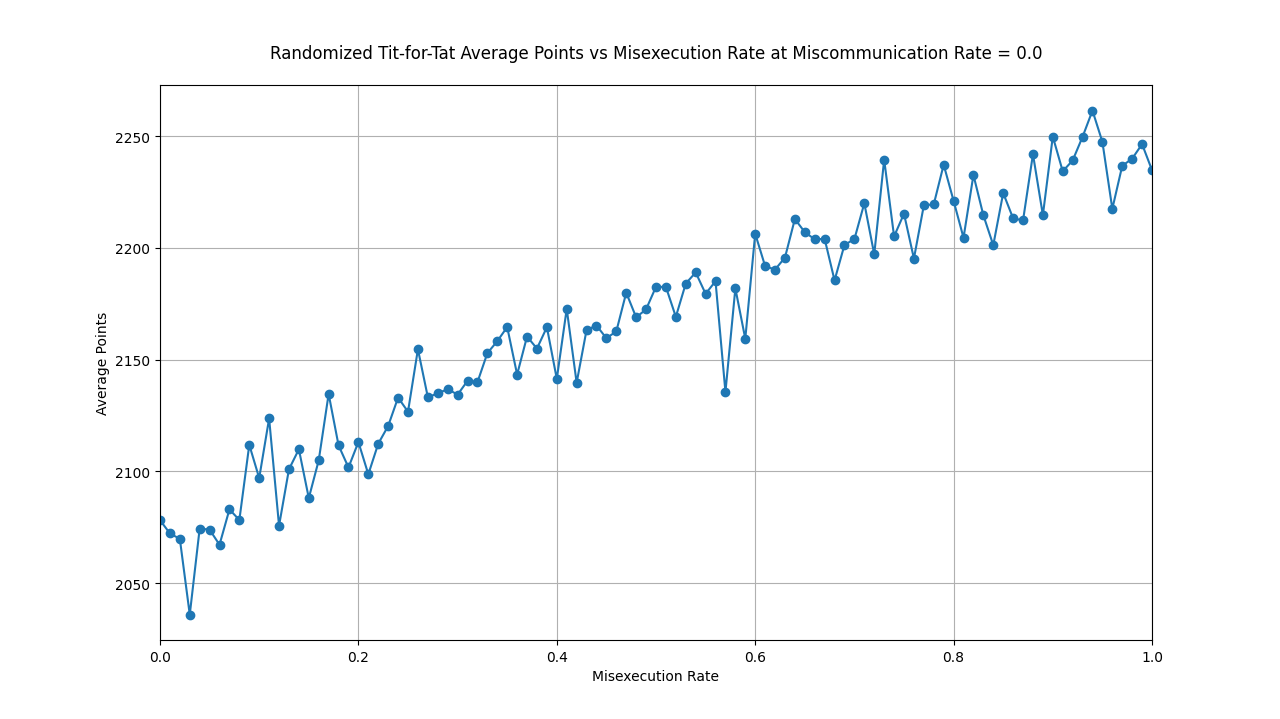 Randomized Tit-for-Tat Average Points vs Misexecution Rate at Miscommunication Rate = 0.0
2250
2200
2150
2100
2050
Average Points
0.0 0.2 0.4 0.6 0.8 1.0
Misexecution Rate